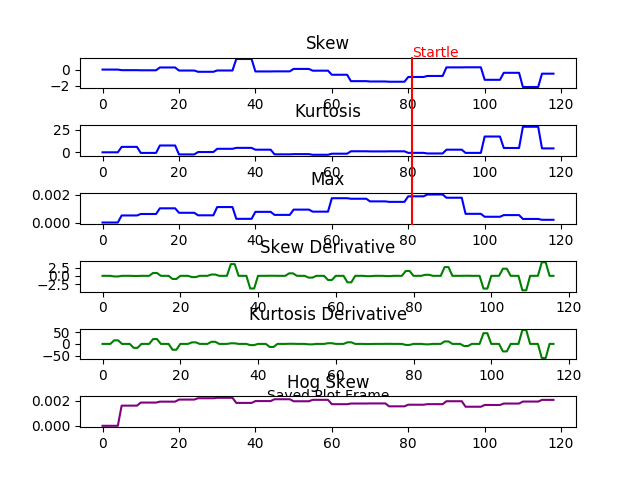 Skew
Startle
0
−2
0 20 40 60 80 100 120
Kurtosis
25
0
0 20 40 60 80 100 120
Max
0.002
0.000
0 20 40 60 80 100 120
Skew Derivative
2.5
0.0
−2.5
0 20 40 60 80 100 120
Kurtosis Derivative
50
0
−50
0 20 40 60 80 100 120
Hog Skew
Saved Plot Frame
0.002
0.000
0 20 40 60 80 100 120